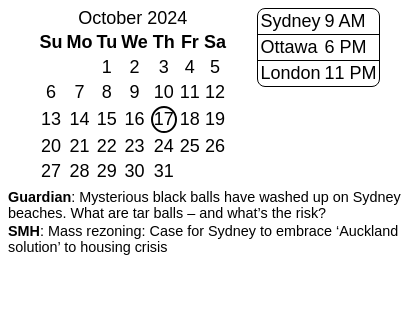 October 2024
Su Mo Tu We Th Fr Sa
1 2 3 4 5
6 7 8 9 10 11 12
13 14 15 16 17 18 19
20 21 22 23 24 25 26
27 28 29 30 31
Sydney 9 AM
Ottawa 6 PM
London 11 PM
Guardian: Mysterious black balls have washed up on Sydney
beaches. What are tar balls – and what’s the risk?
SMH: Mass rezoning: Case for Sydney to embrace ‘Auckland
solution’ to housing crisis